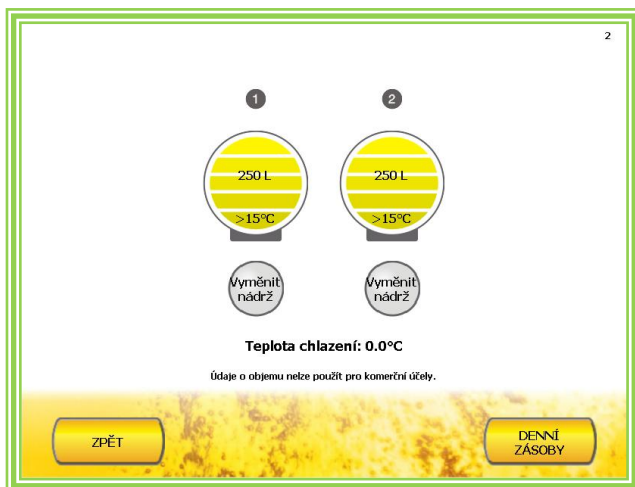 2
1 2
250 L 250 L
>15°C >15°C
Vyměnit Vyměnit
nádrž nádrž
Teplota chlazení: 0.0°C
Údaje o objemu nelze použít pro komerční účely.
ZPĚT
DENNÍ
ZÁSOBY